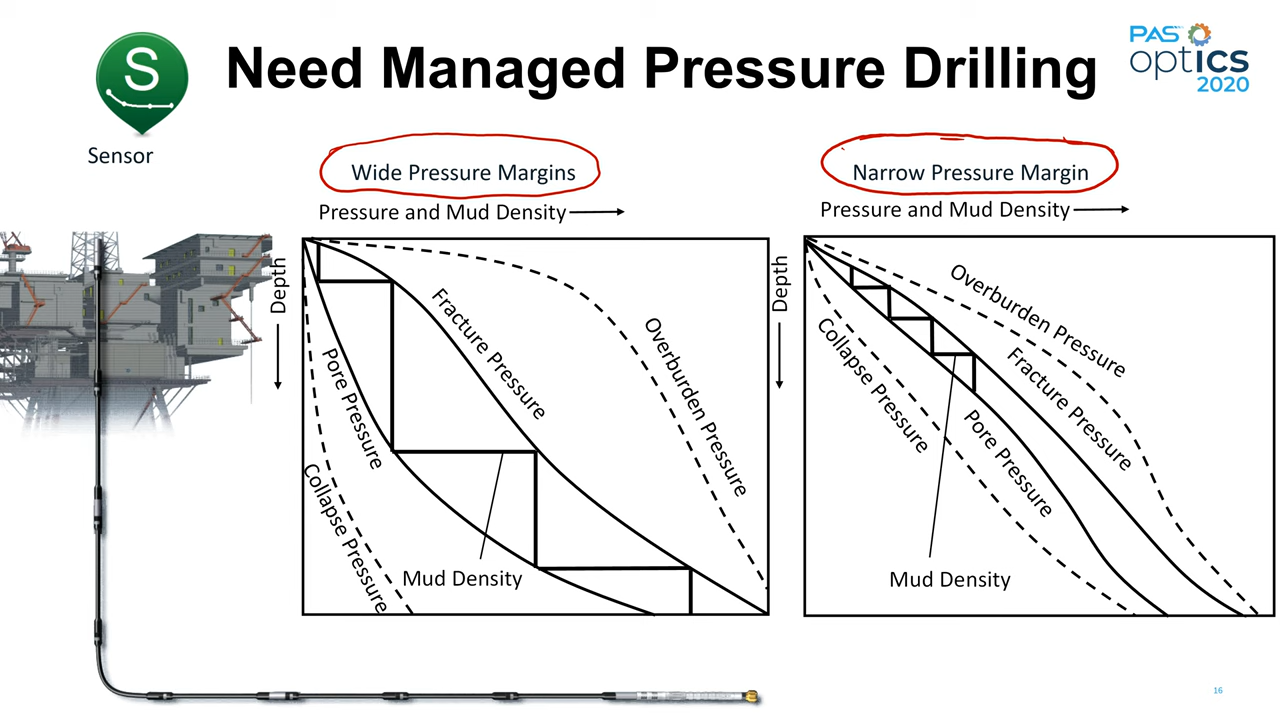 S
Need Managed Pressure Drilling
PAS
optICS
2020
Sensor
Wide Pressure Margins
Pressure and Mud Density
Depth
Fracture Pressure
Overburden Pressure
Pore Pressure
Collapse Pressure
Mud Density
Narrow Pressure Margin
Pressure and Mud Density
Depth
Overburden Pressure
Fracture Pressure
Collapse Pressure
Pore Pressure
Mud Density
16